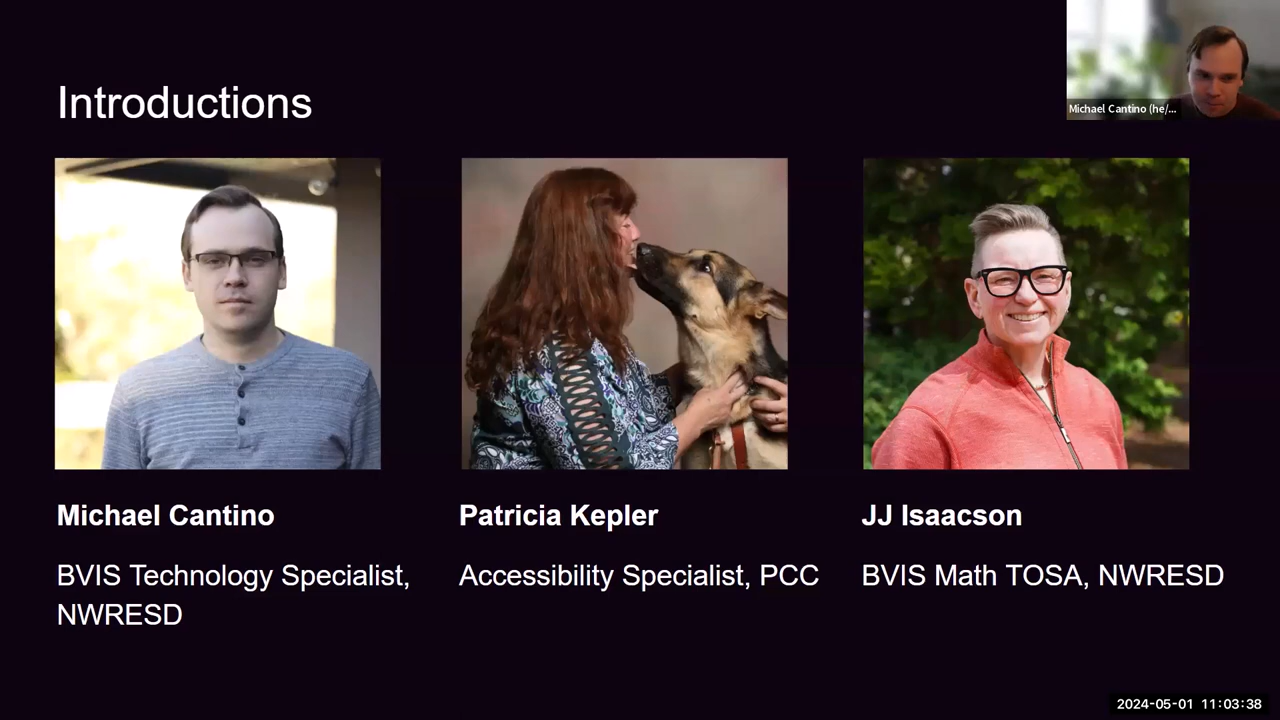 Introductions
Michael Cantino (he/...
Michael Cantino
BVIS Technology Specialist,
NWRESD
Patricia Kepler
Accessibility Specialist, PCC
JJ Isaacson
BVIS Math TOSA, NWRESD
2024-05-01 11:03:38